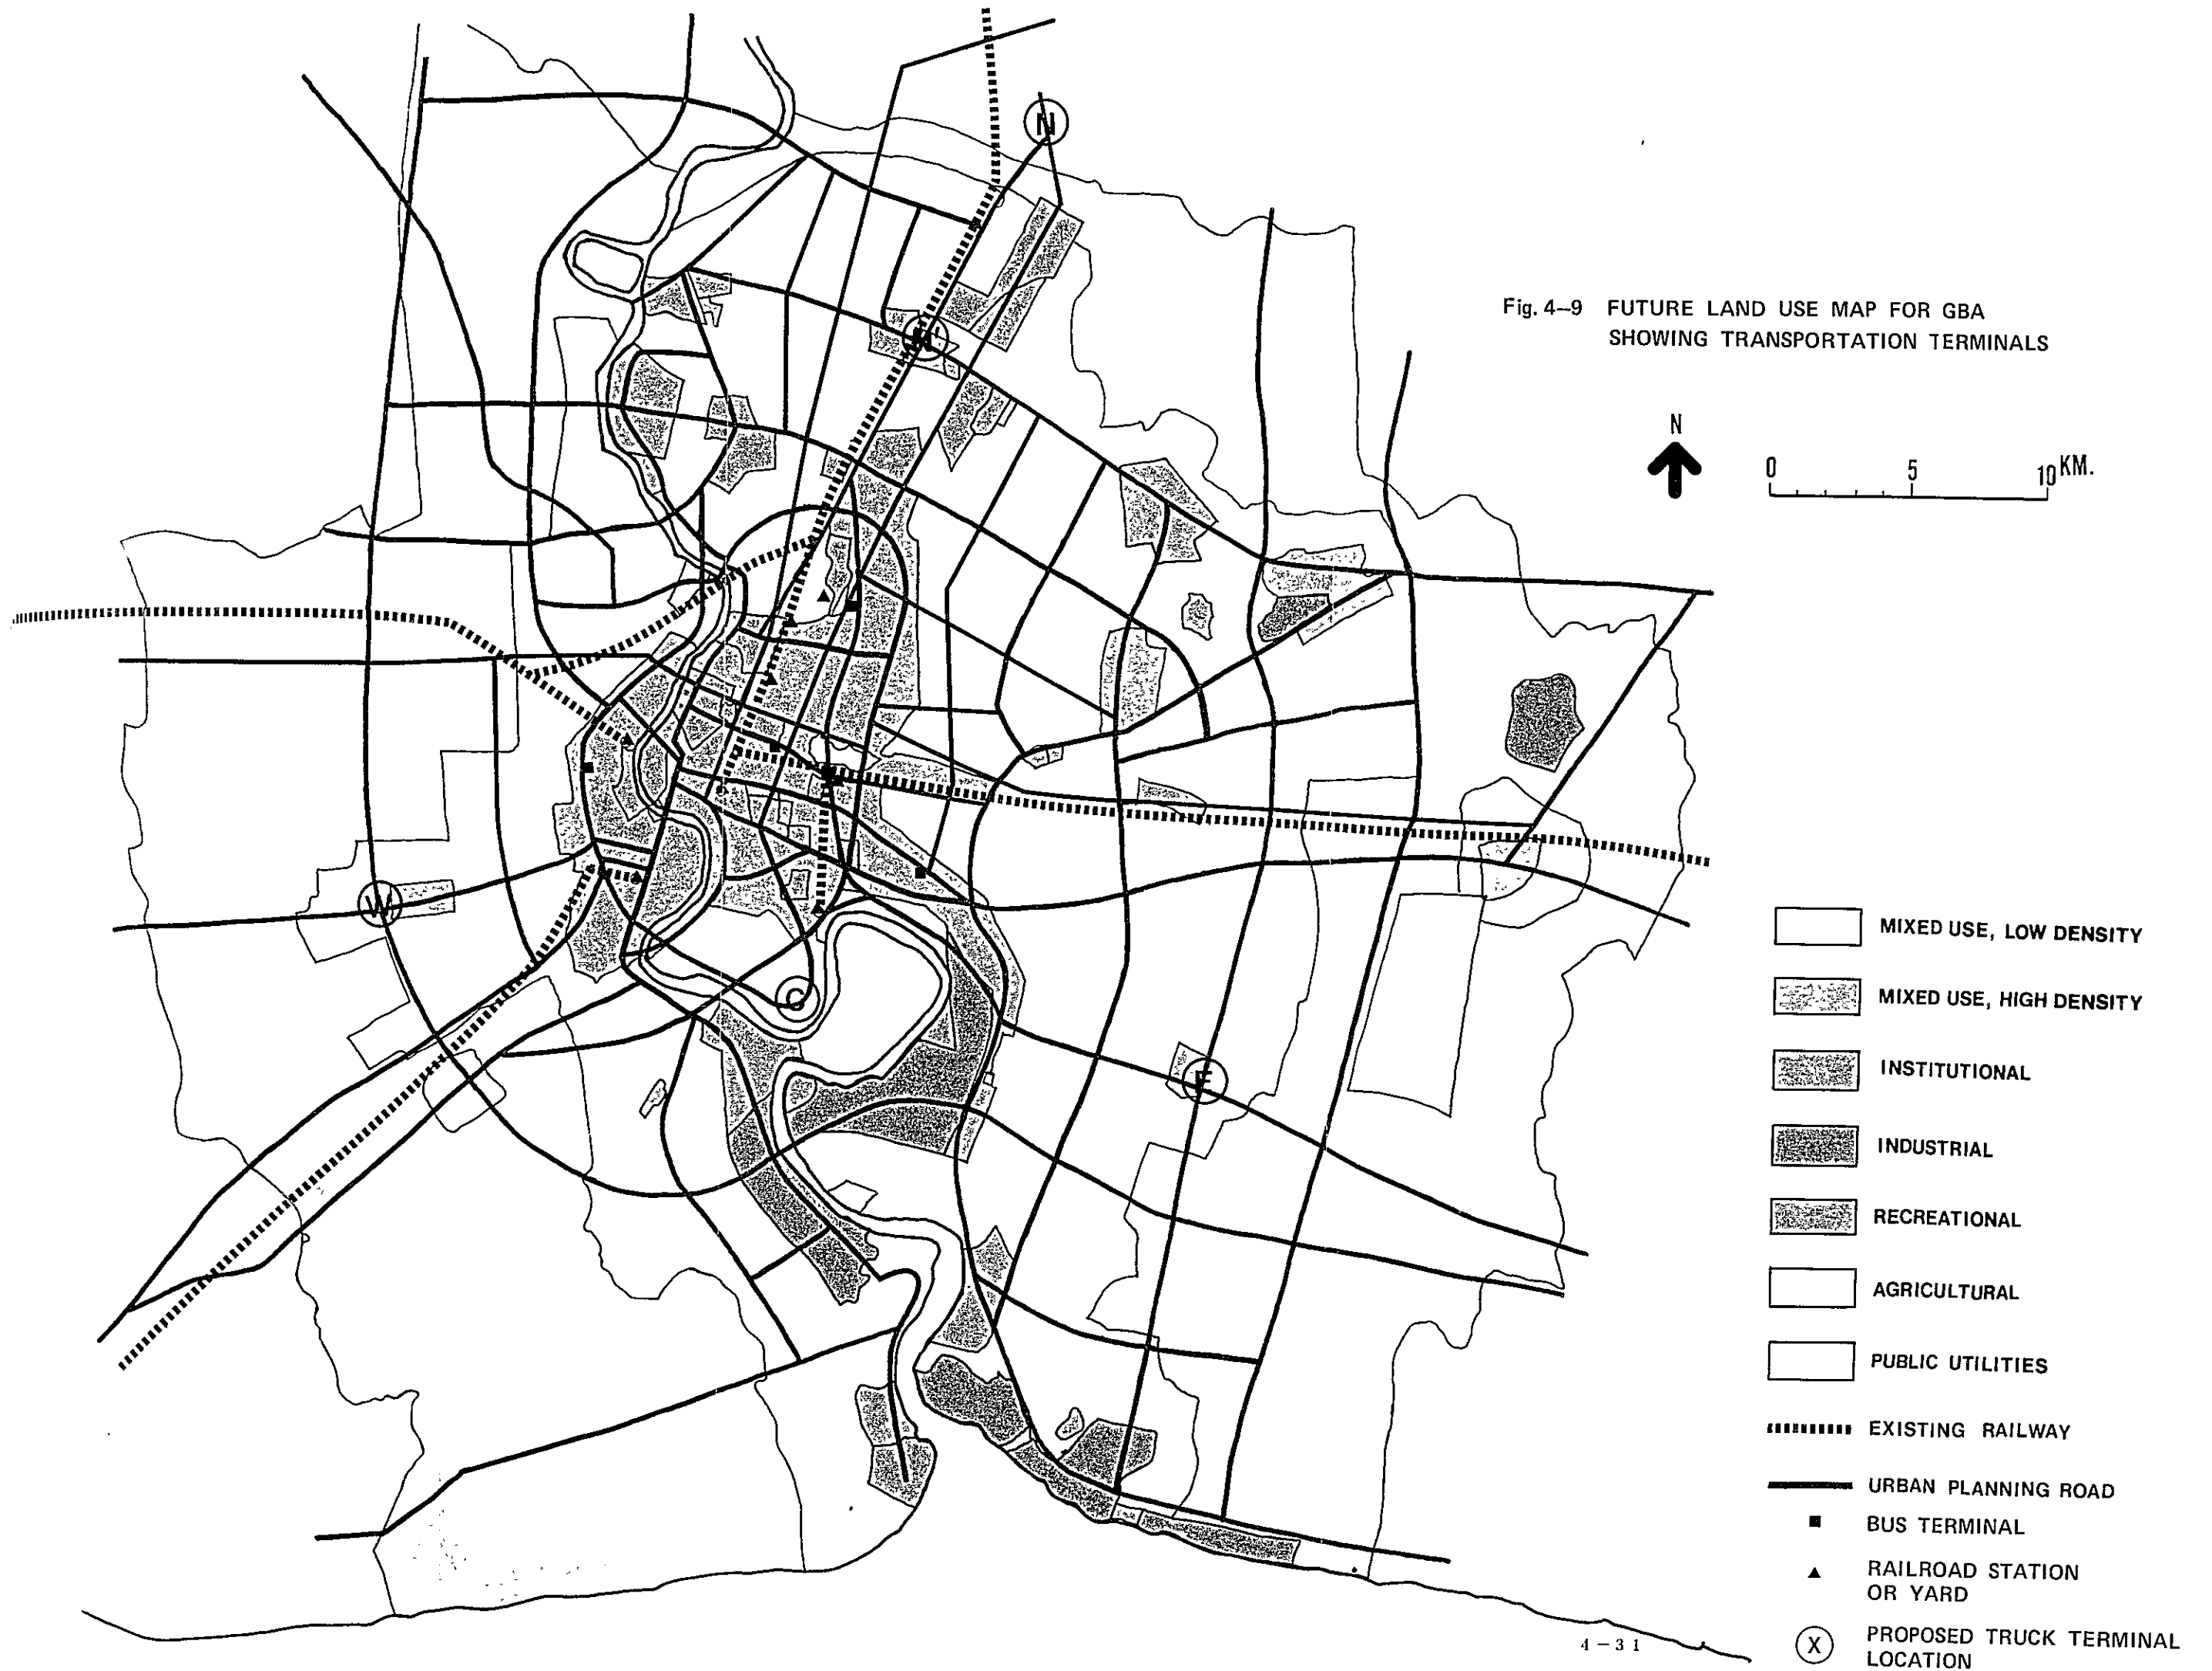 N
Fig. 4-9 FUTURE LAND USE MAP FOR GBA
SHOWING TRANSPORTATION TERMINALS
N
0 5 10 KM.
W
C
E
MIXED USE, LOW DENSITY
MIXED USE, HIGH DENSITY
INSTITUTIONAL
INDUSTRIAL
RECREATIONAL
AGRICULTURAL
PUBLIC UTILITIES
EXISTING RAILWAY
URBAN PLANNING ROAD
BUS TERMINAL
RAILROAD STATION
OR YARD
X PROPOSED TRUCK TERMINAL
LOCATION
4-31